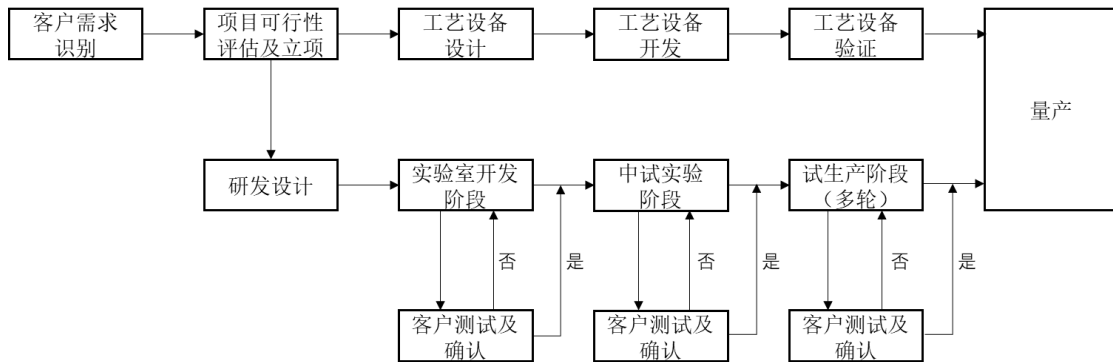 客户需求
识别
项目可行性
评估及立项
工艺设备
设计
工艺设备
开发
工艺设备
验证
量产
研发设计
实验室开发
阶段
中试实验
阶段
试生产阶段
（多轮）
否
是
否
是
否
是
客户测试及
确认
客户测试及
确认
客户测试及
确认